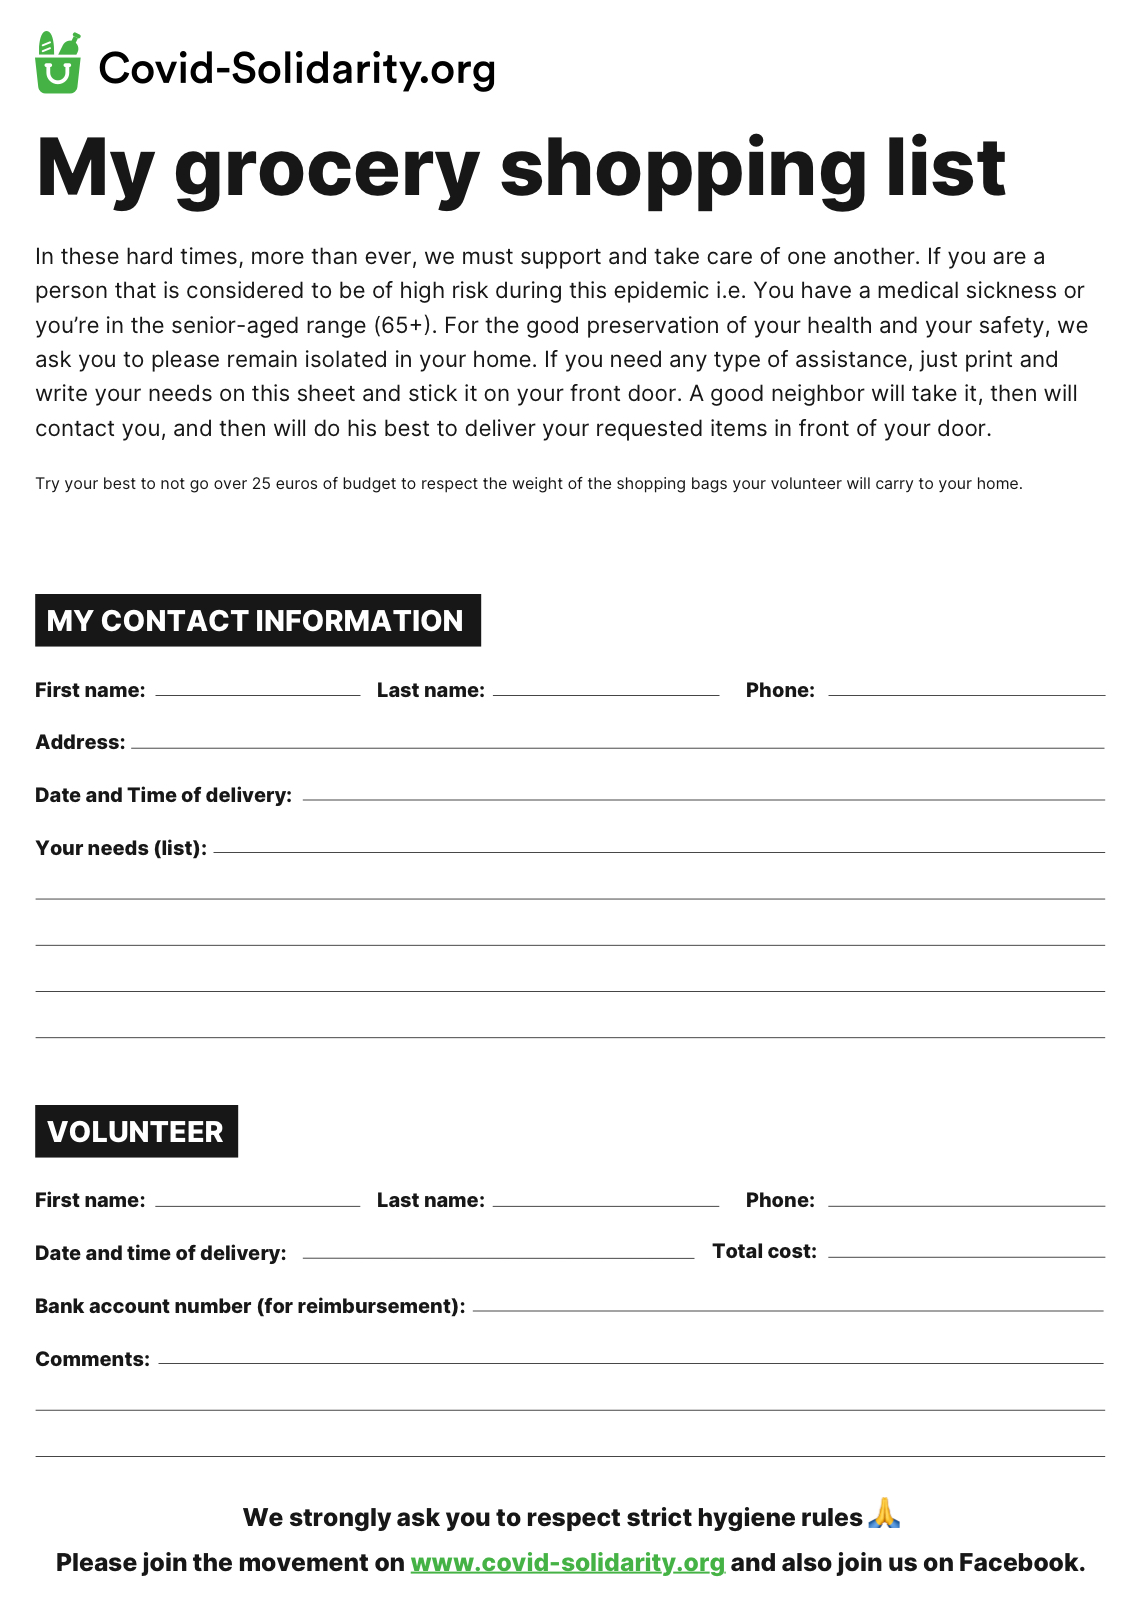 Covid-Solidarity.org
My grocery shopping list
In these hard times, more than ever, we must support and take care of one another. If you are a
person that is considered to be of high risk during this epidemic i.e. You have a medical sickness or
you’re in the senior-aged range (65+). For the good preservation of your health and your safety, we
ask you to please remain isolated in your home. If you need any type of assistance, just print and
write your needs on this sheet and stick it on your front door. A good neighbor will take it, then will
contact you, and then will do his best to deliver your requested items in front of your door.
Try your best to not go over 25 euros of budget to respect the weight of the shopping bags your volunteer will carry to your home.
MY CONTACT INFORMATION
First name: Last name: Phone:
Address:
Date and Time of delivery:
Your needs (list):
VOLUNTEER
First name: Last name: Phone:
Date and time of delivery: Total cost:
Bank account number (for reimbursement):
Comments:
We strongly ask you to respect strict hygiene rules 🙏
Please join the movement on www.covid-solidarity.org and also join us on Facebook.